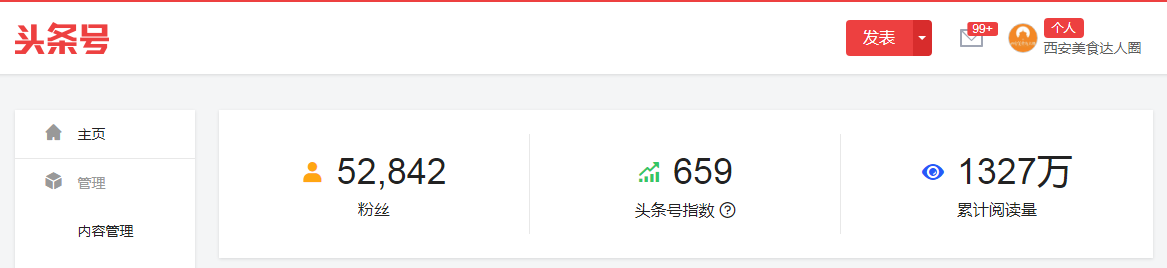 头条号
发表
99+
个人
西安美食达人圈
主页
管理
内容管理
52,842
粉丝
659
头条号指数
1327万
累计阅读量